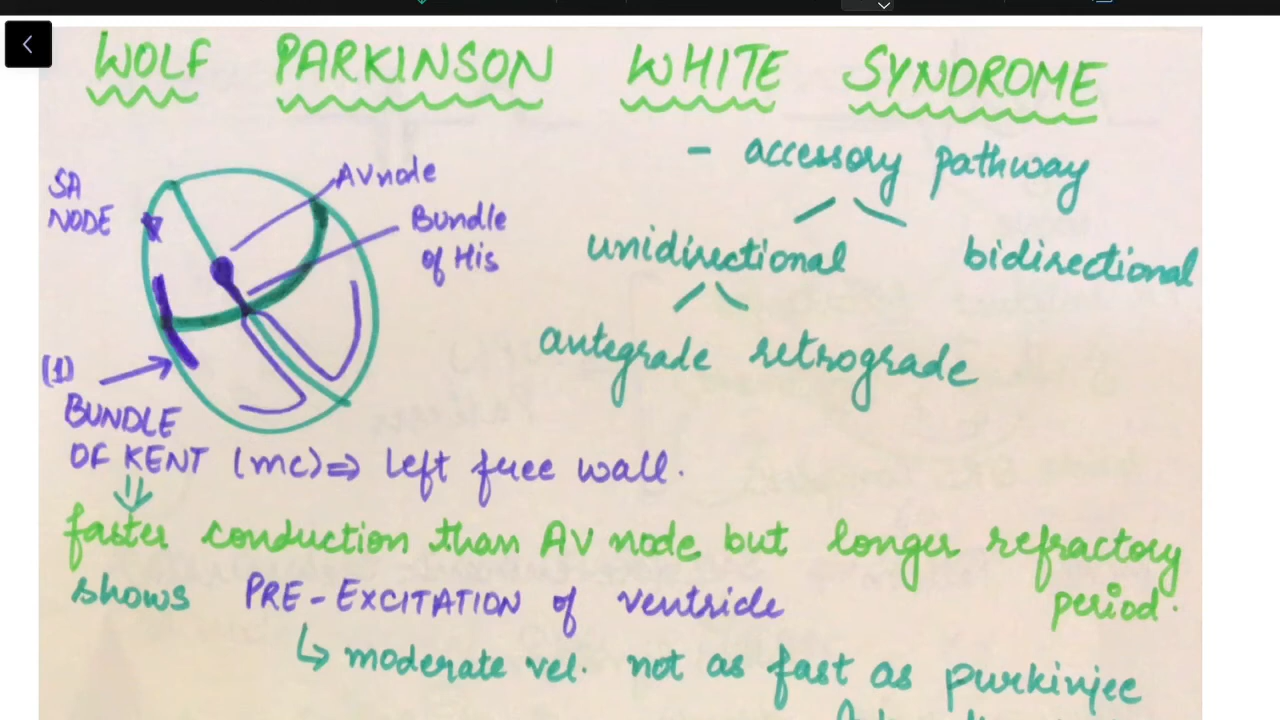 WOLF PARKINSON WHITE SYNDROME
- accessory pathway
unidirectional bidirectional
antegrade retrograde
SA
NODE
AV node
Bundle
of His
(1)
BUNDLE
OF KENT (mc) => Left free wall.
faster conduction than AV node but longer refractory
period.
shows PRE-EXCITATION of ventricle
↳ moderate vel. not as fast as purkinjee